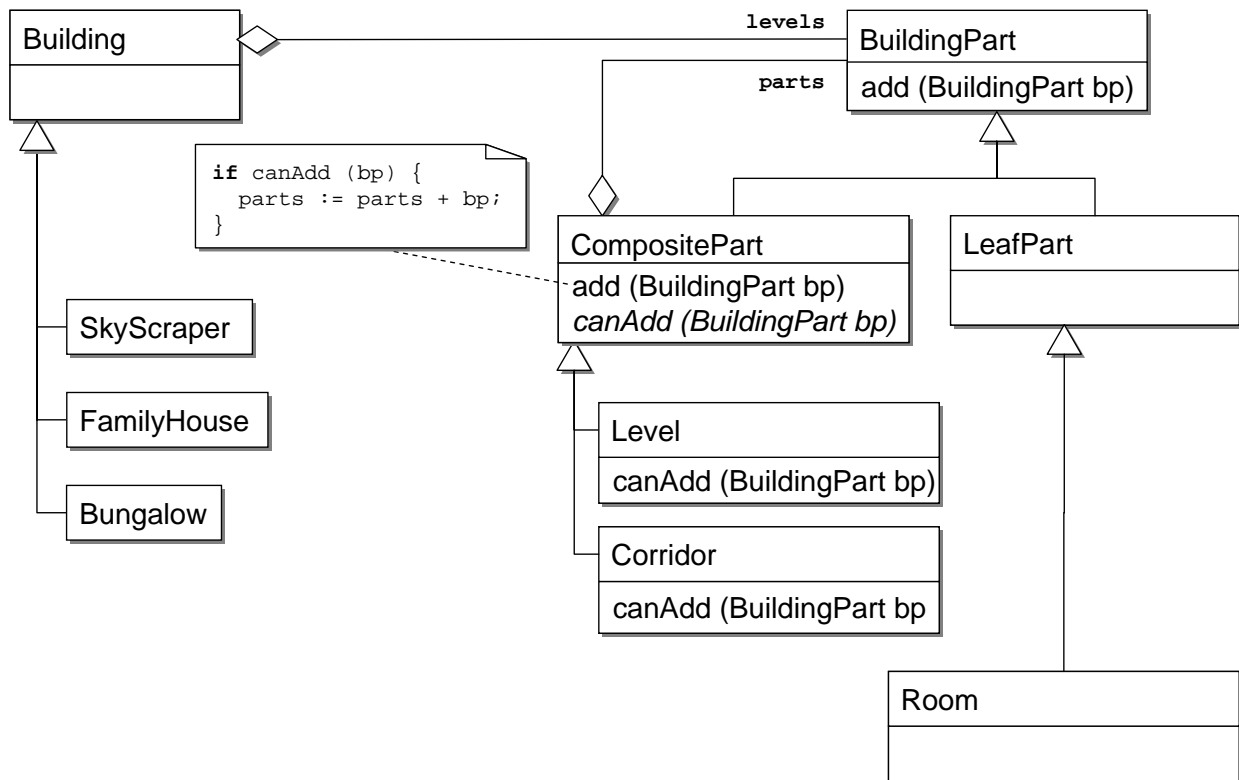 Building
levels
BuildingPart
parts
add (BuildingPart bp)
if canAdd (bp) {
parts := parts + bp;
}
CompositePart
add (BuildingPart bp)
canAdd (BuildingPart bp)
LeafPart
SkyScraper
FamilyHouse
Bungalow
Level
canAdd (BuildingPart bp)
Corridor
canAdd (BuildingPart bp
Room